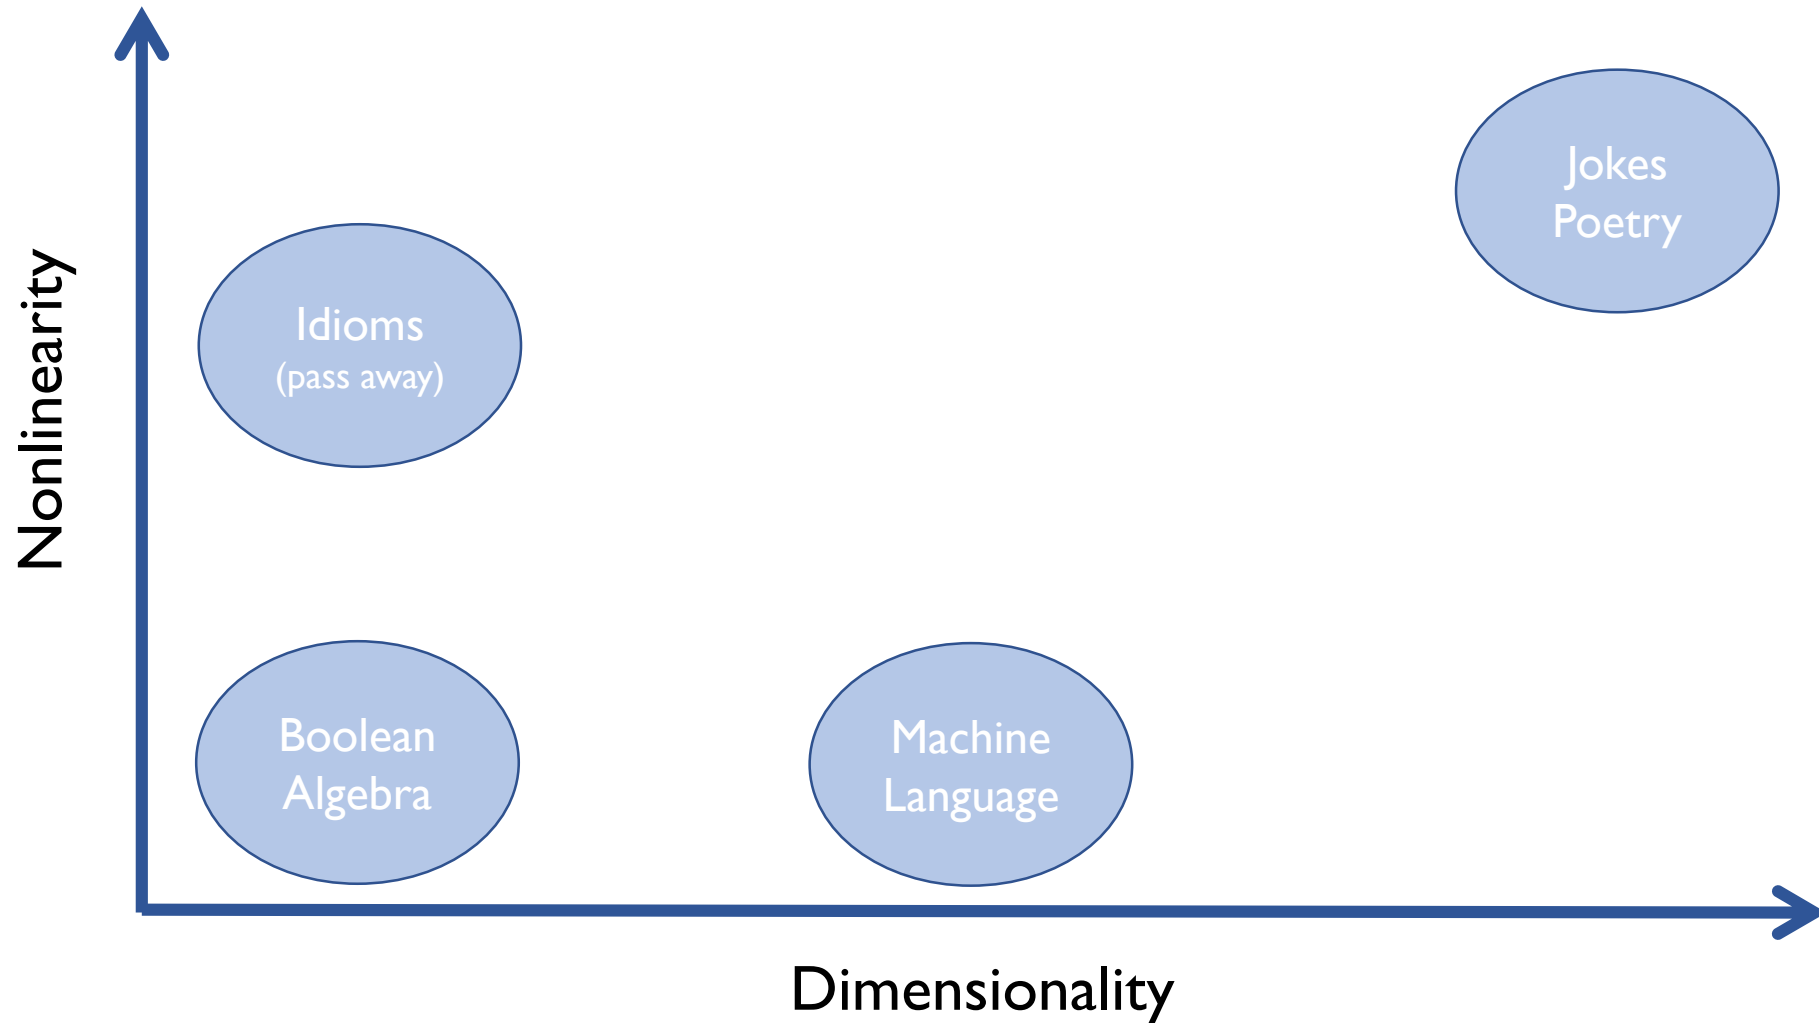 Nonlinearity
Jokes
Poetry
Idioms
(pass away)
Boolean
Algebra
Machine
Language
Dimensionality